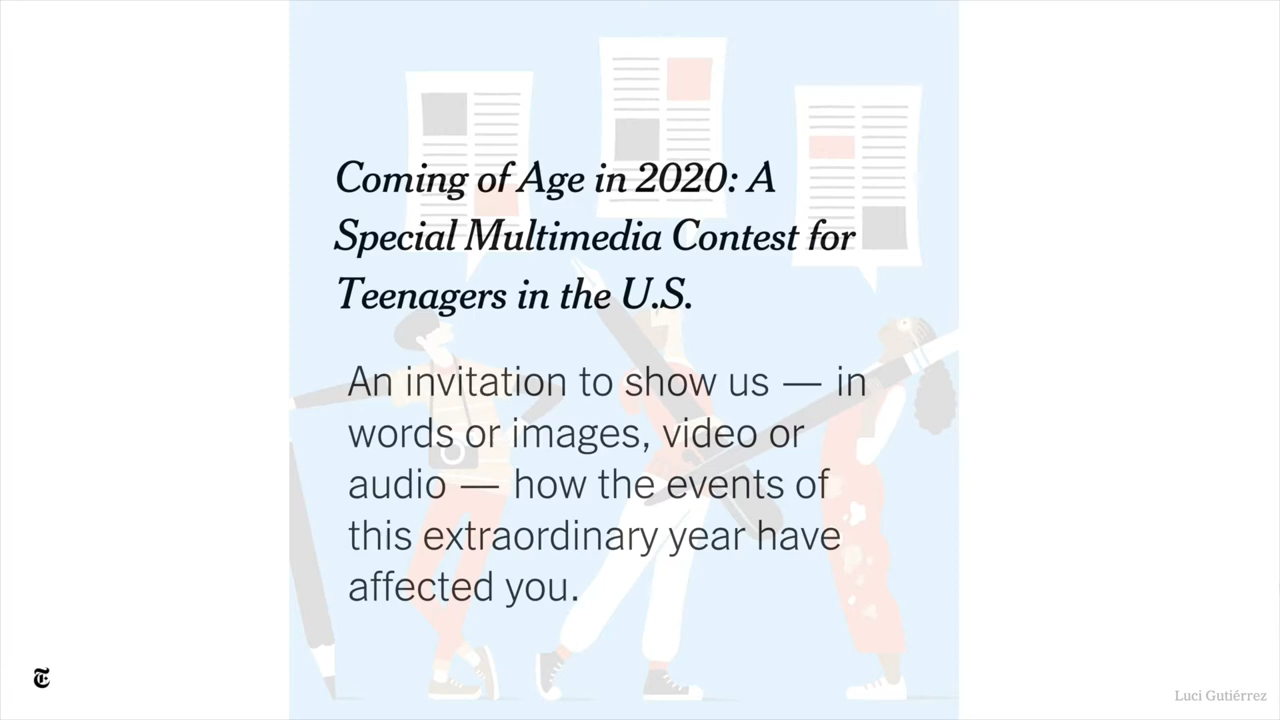 Coming of Age in 2020: A
Special Multimedia Contest for
Teenagers in the U.S.
An invitation to show us — in
words or images, video or
audio — how the events of
this extraordinary year have
affected you.
T
Luci Gutiérrez